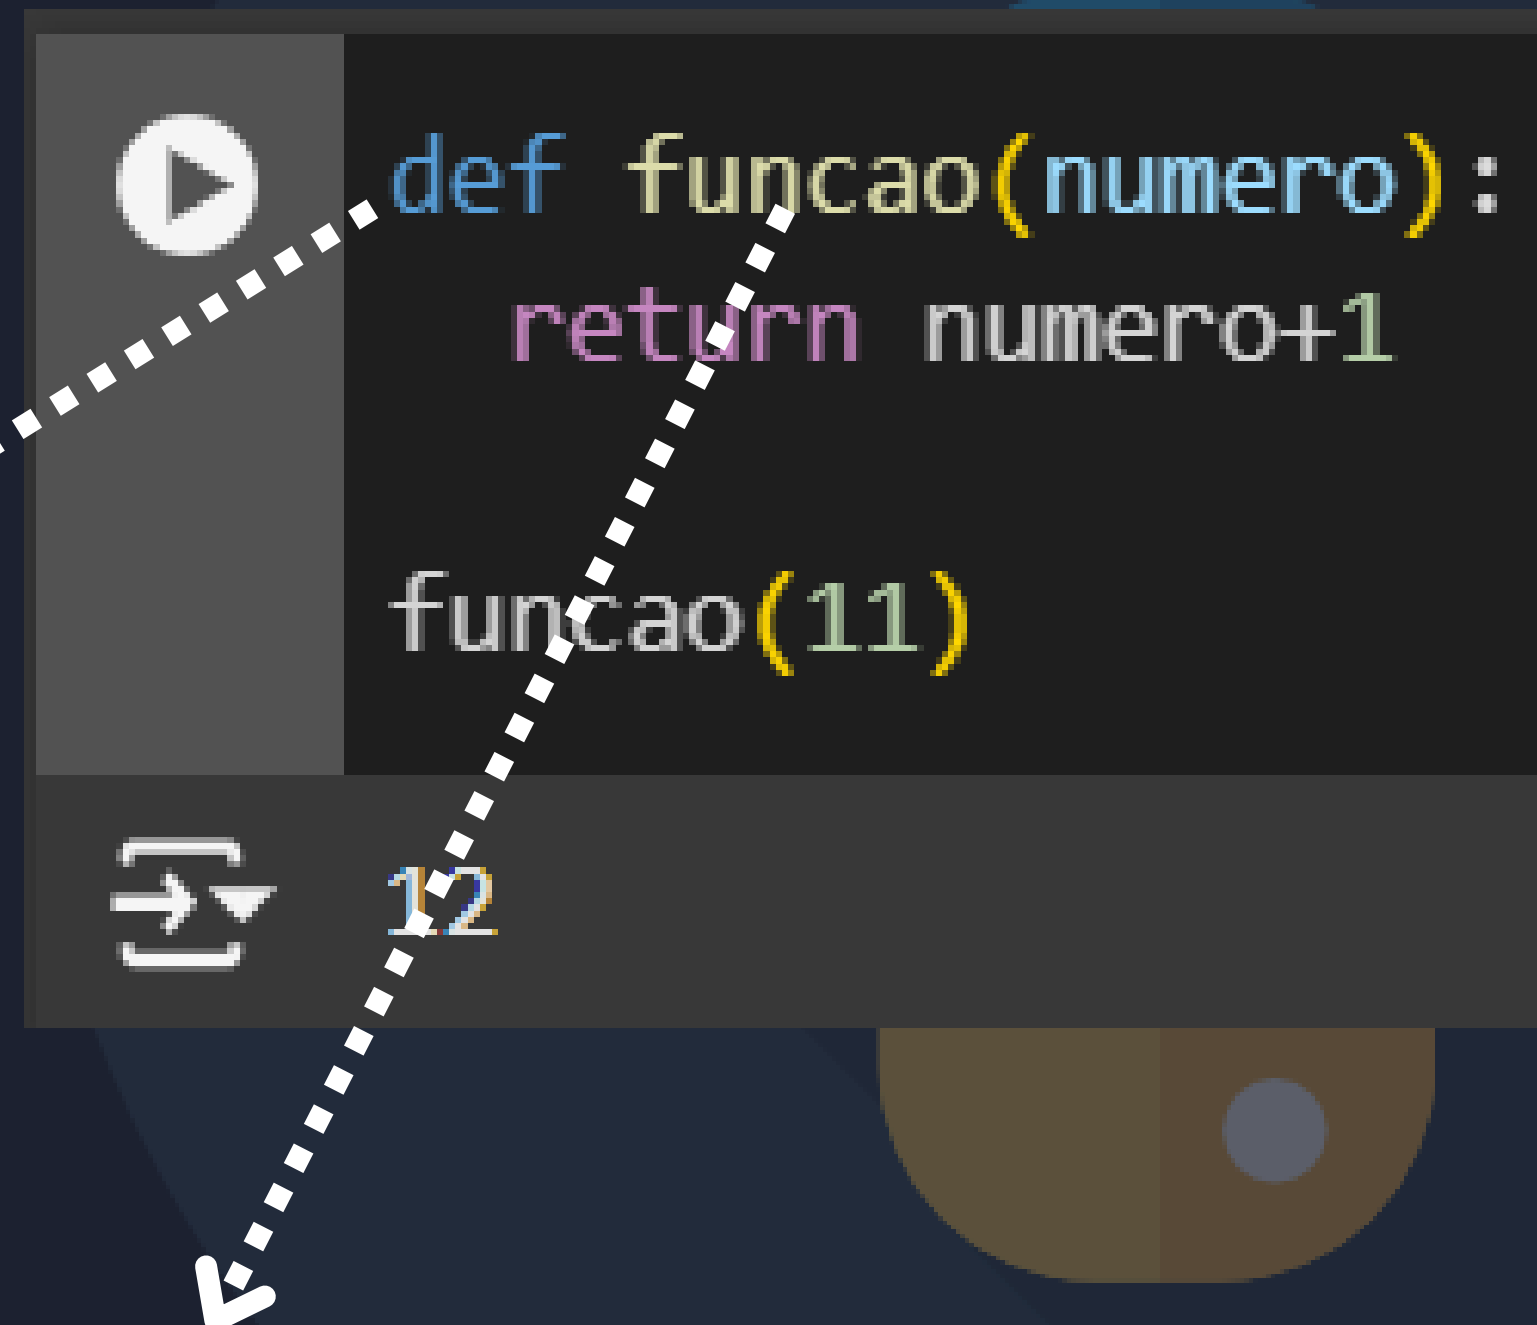 def funcao(numero):
return numero+1
funcao(11)
12